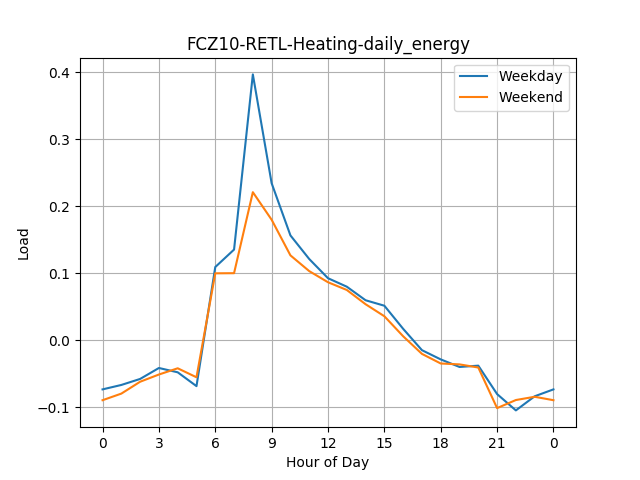 FCZ10-RETL-Heating-daily_energy
Weekday
Weekend
0.4
0.3
0.2
0.1
0.0
−0.1
Load
0 3 6 9 12 15 18 21 0
Hour of Day